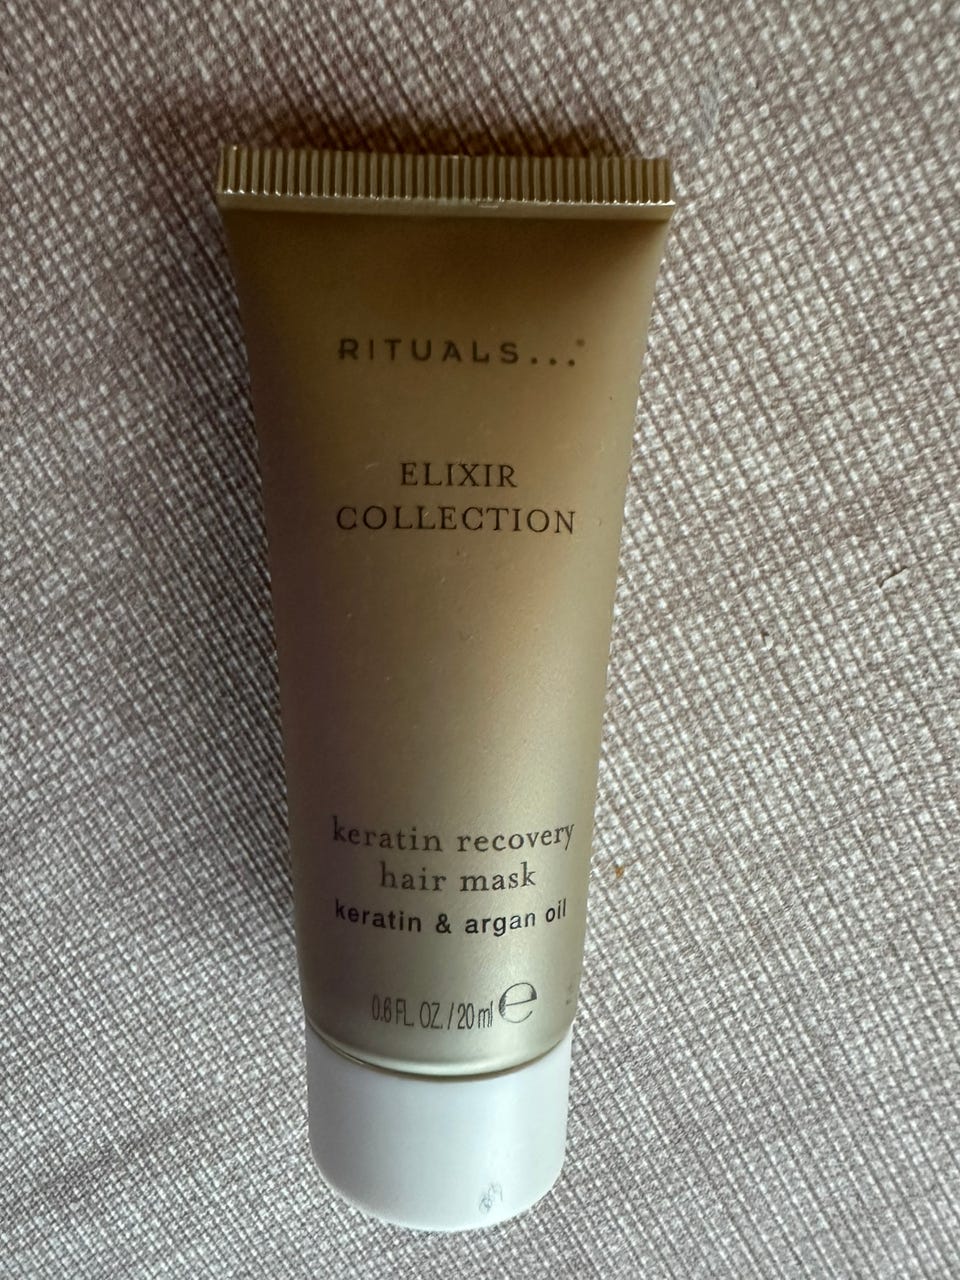 RITUALS...®
ELIXIR
COLLECTION
keratin recovery
hair mask
keratin & argan oil
0.6 FL. OZ. / 20 ml ℮